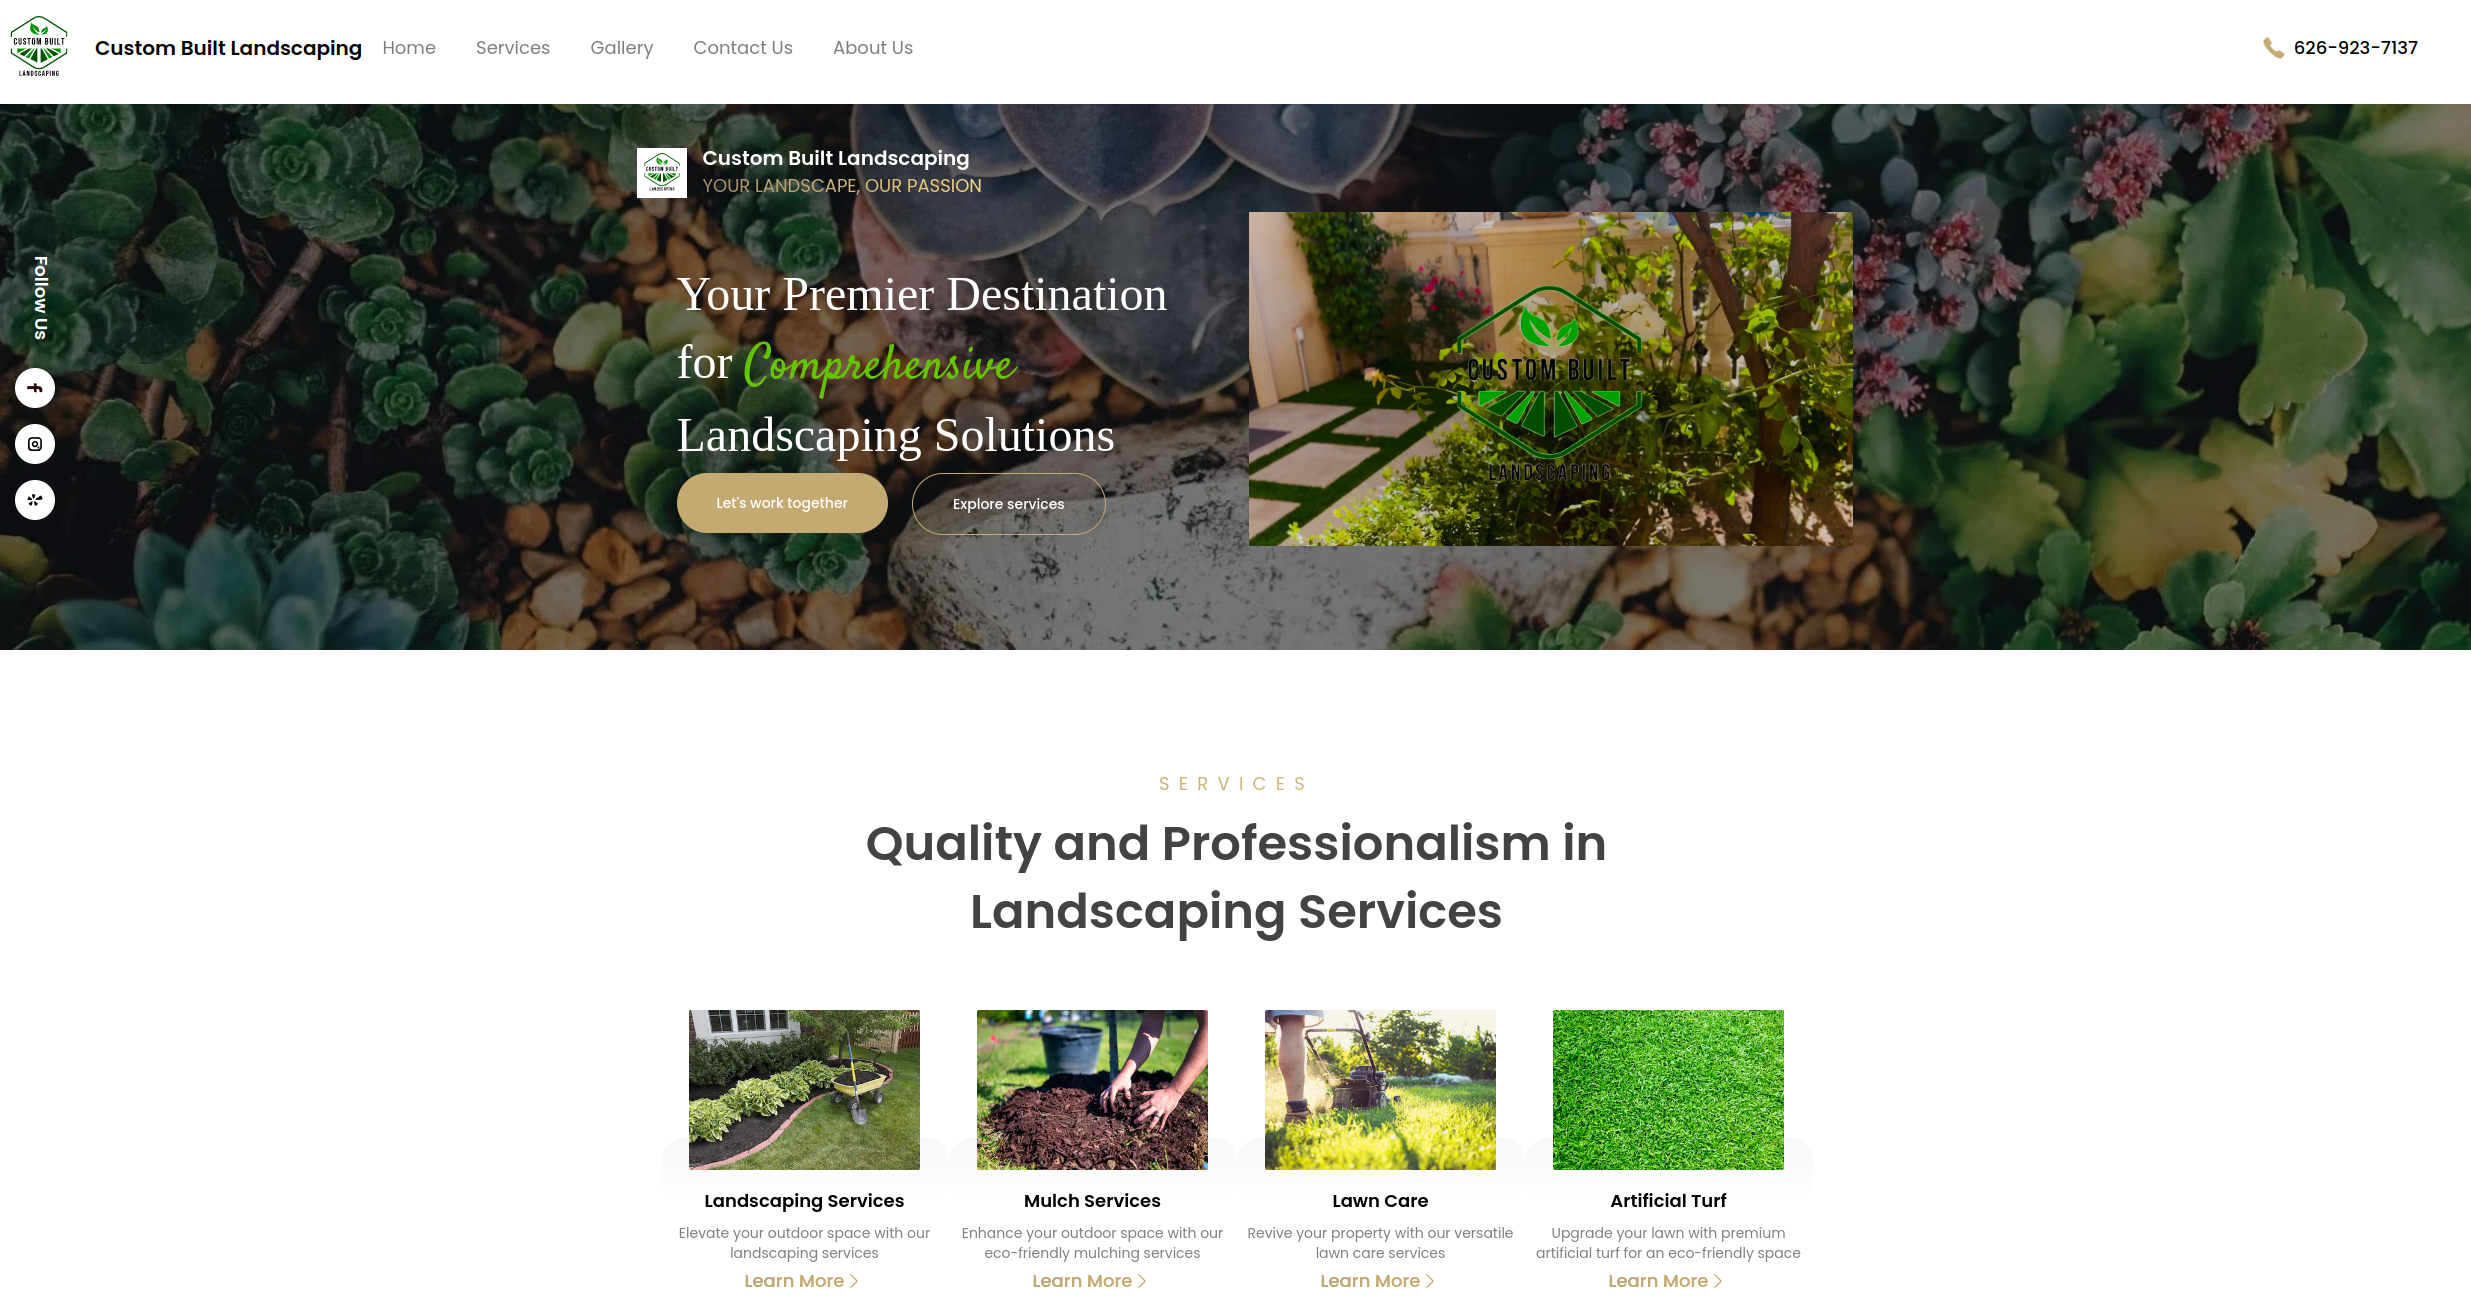 CUSTOM BUILT
LANDSCAPING
Custom Built Landscaping
Home
Services
Gallery
Contact Us
About Us
626-923-7137
CUSTOM BUILT
LANDSCAPING
Custom Built Landscaping
YOUR LANDSCAPE, OUR PASSION
Follow Us
Your Premier Destination
for Comprehensive
Landscaping Solutions
Let's work together
Explore services
CUSTOM BUILT
LANDSCAPING
SERVICES
Quality and Professionalism in
Landscaping Services
Landscaping Services
Elevate your outdoor space with our
landscaping services
Learn More
Mulch Services
Enhance your outdoor space with our
eco-friendly mulching services
Learn More
Lawn Care
Revive your property with our versatile
lawn care services
Learn More
Artificial Turf
Upgrade your lawn with premium
artificial turf for an eco-friendly space
Learn More